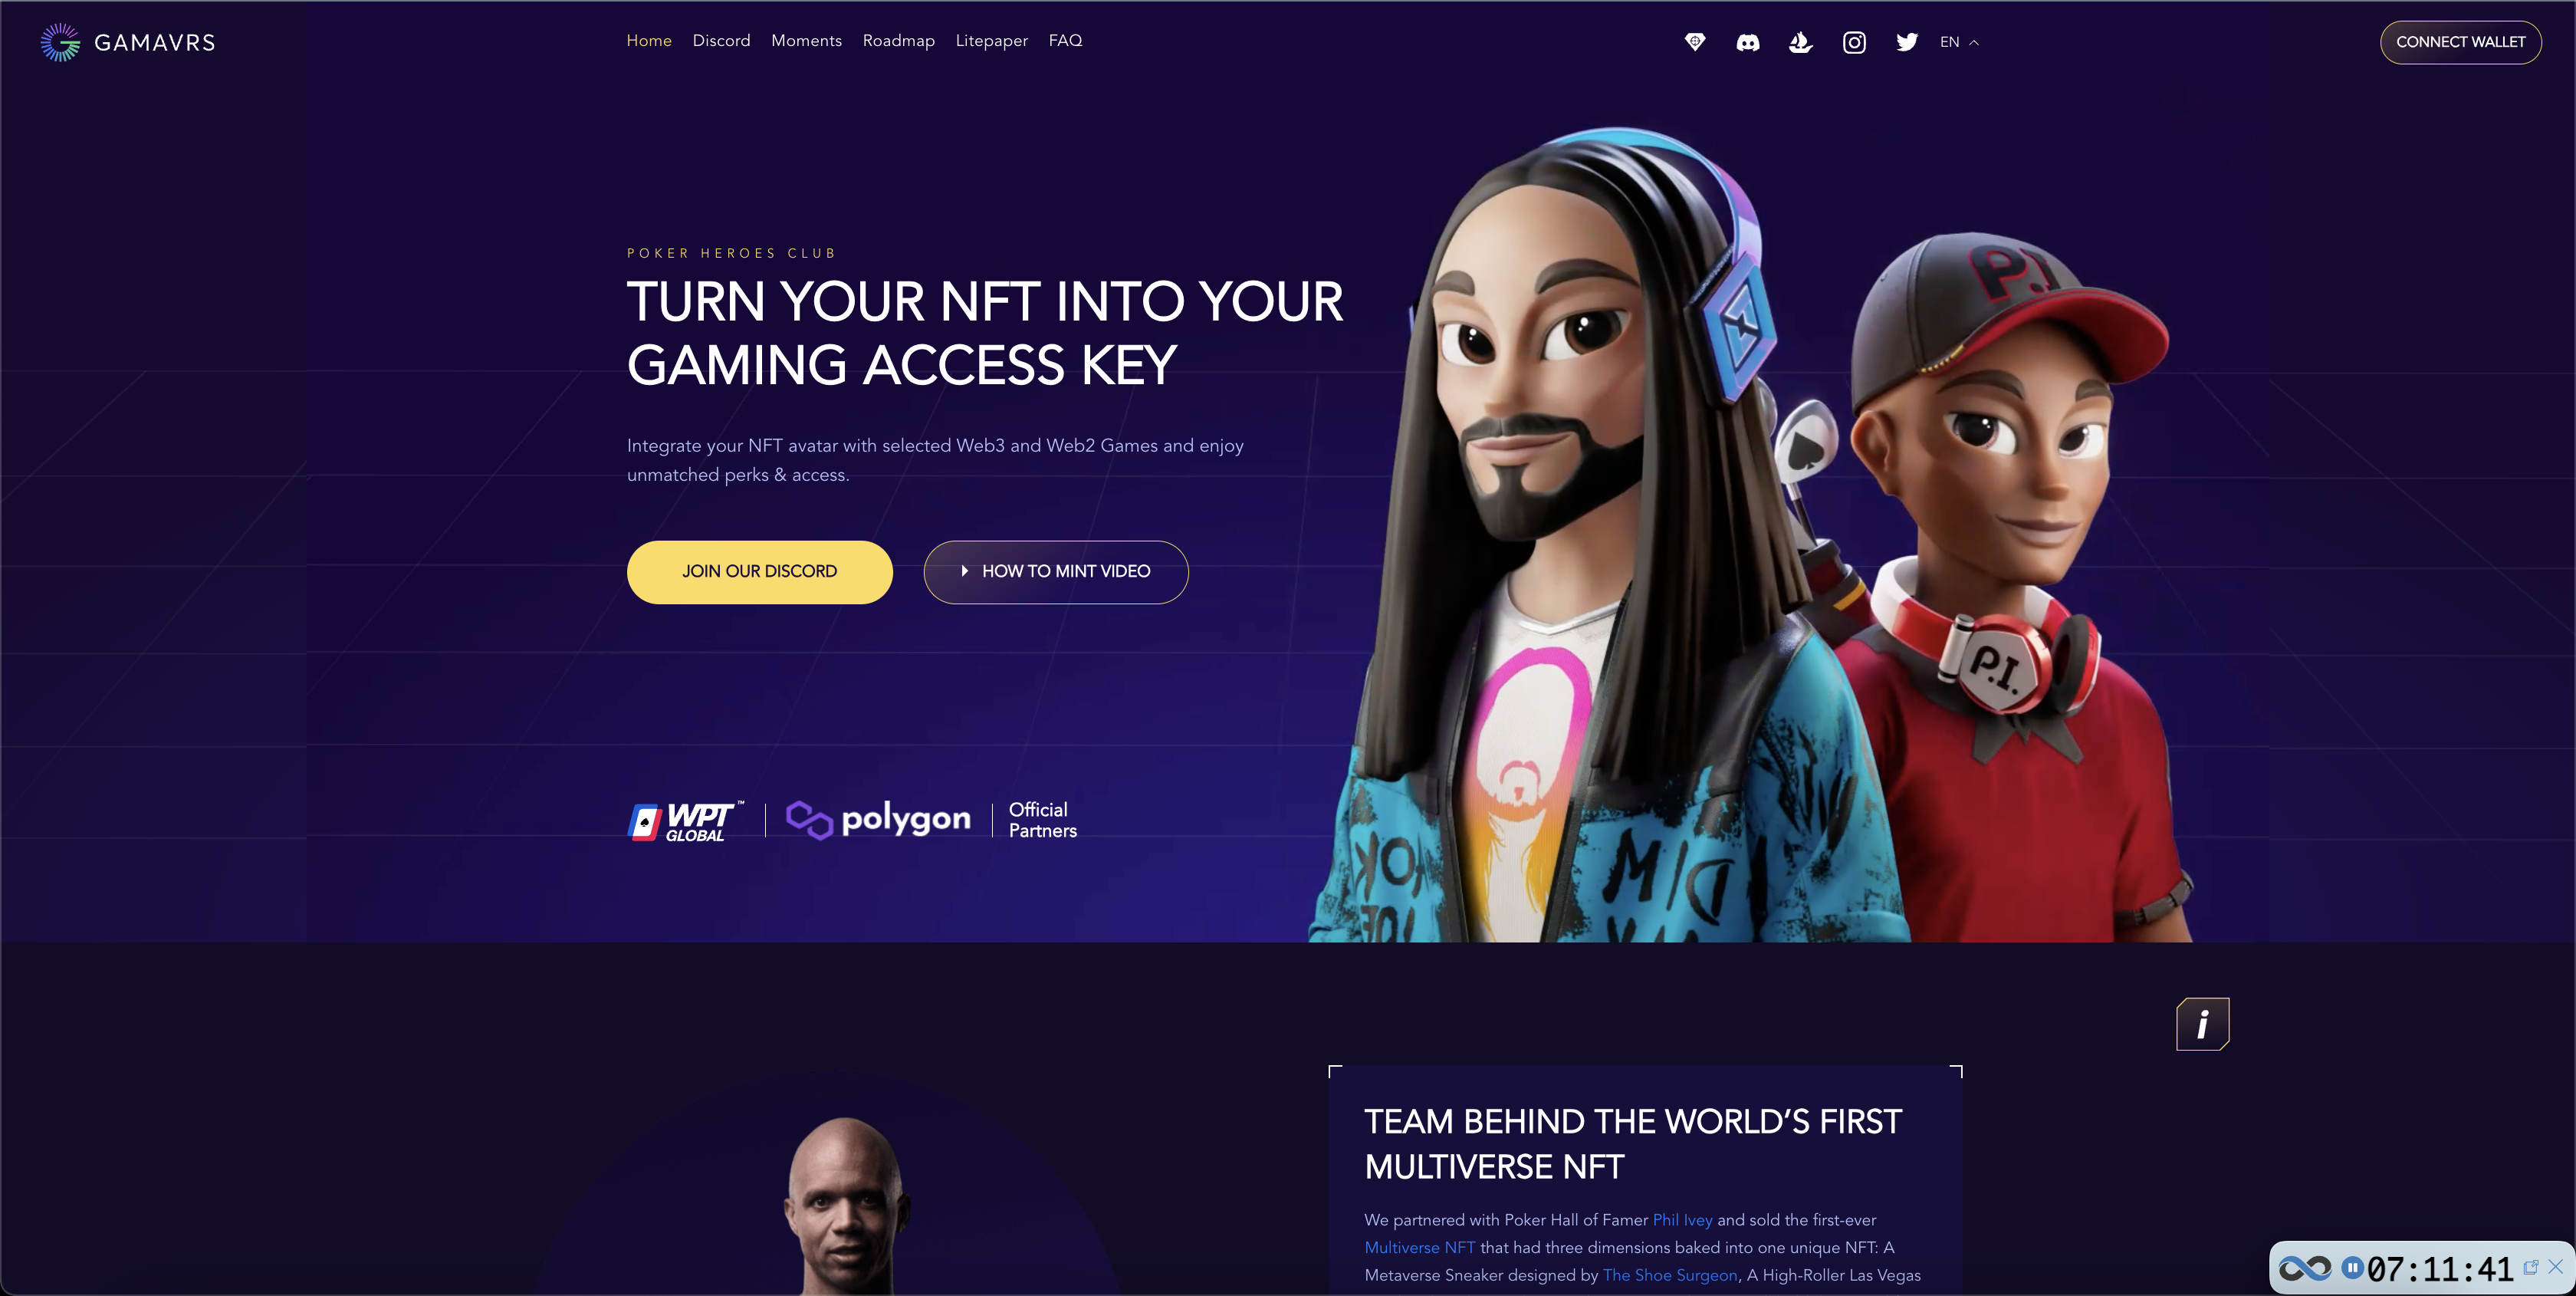 GAMAVRS
Home Discord Moments Roadmap Litepaper FAQ
EN
CONNECT WALLET
POKER HEROES CLUB
TURN YOUR NFT INTO YOUR
GAMING ACCESS KEY
Integrate your NFT avatar with selected Web3 and Web2 Games and enjoy
unmatched perks & access.
JOIN OUR DISCORD
HOW TO MINT VIDEO
WPT™
GLOBAL
polygon
Official
Partners
P.I.
P.I.
i
TEAM BEHIND THE WORLD’S FIRST
MULTIVERSE NFT
We partnered with Poker Hall of Famer Phil Ivey and sold the first-ever
Multiverse NFT that had three dimensions baked into one unique NFT: A
Metaverse Sneaker designed by The Shoe Surgeon, A High-Roller Las Vegas
07:11:41